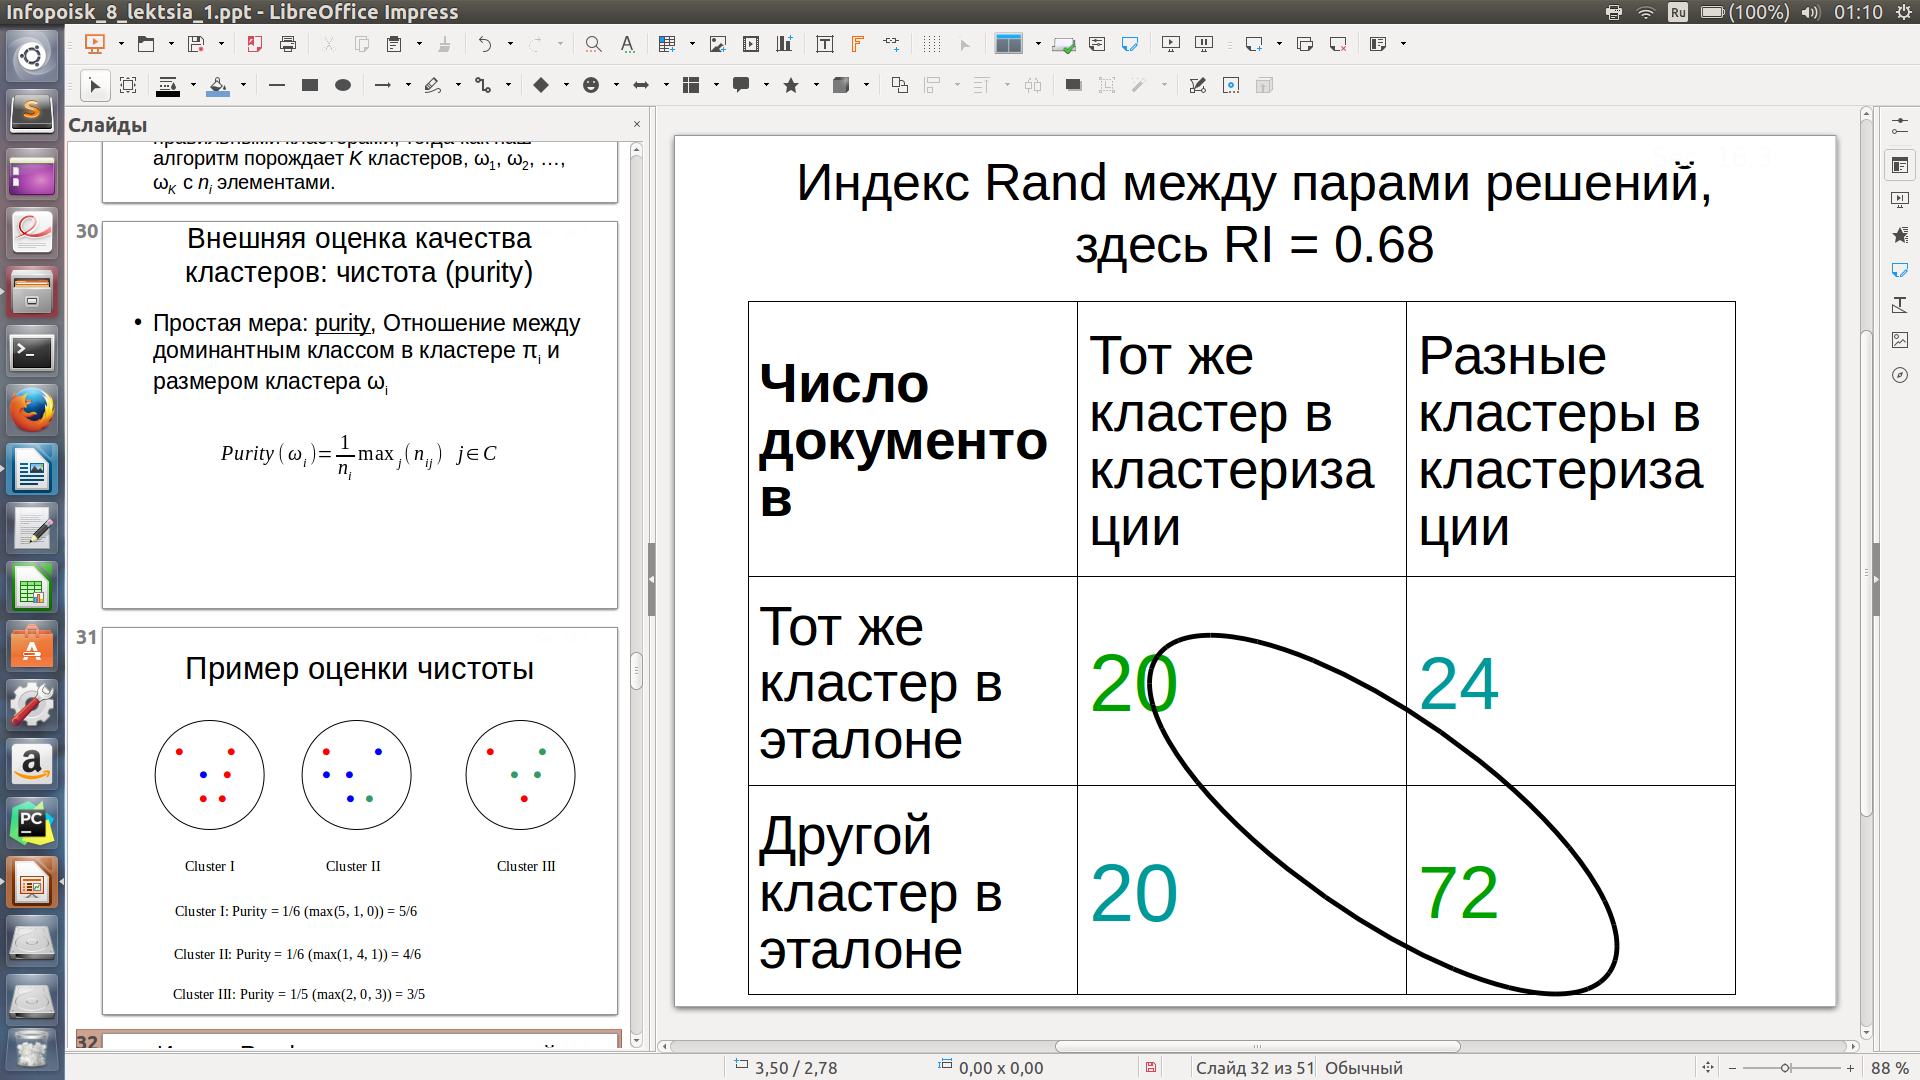 Infopoisk_8_lektsia_1.ppt - LibreOffice Impress
Ru (100%) 01:10
Слайды
алгоритм порождает K кластеров, ω1, ω2, …,
ωK с ni элементами.
30
Внешняя оценка качества
кластеров: чистота (purity)
• Простая мера: purity, Отношение между
доминантным классом в кластере πi и
размером кластера ωi
Purity ( ωi )= 1/ni max j ( nij ) j∈C
31
Пример оценки чистоты
Cluster I Cluster II Cluster III
Cluster I: Purity = 1/6 (max(5, 1, 0)) = 5/6
Cluster II: Purity = 1/6 (max(1, 4, 1)) = 4/6
Cluster III: Purity = 1/5 (max(2, 0, 3)) = 3/5
32
Индекс Rand между парами решений,
здесь RI = 0.68
Число
документо
в
Тот же
кластер в
кластериза
ции
Разные
кластеры в
кластериза
ции
Тот же
кластер в
эталоне
20
24
Другой
кластер в
эталоне
20
72
3,50 / 2,78 0,00 x 0,00 Слайд 32 из 51 Обычный 88 %